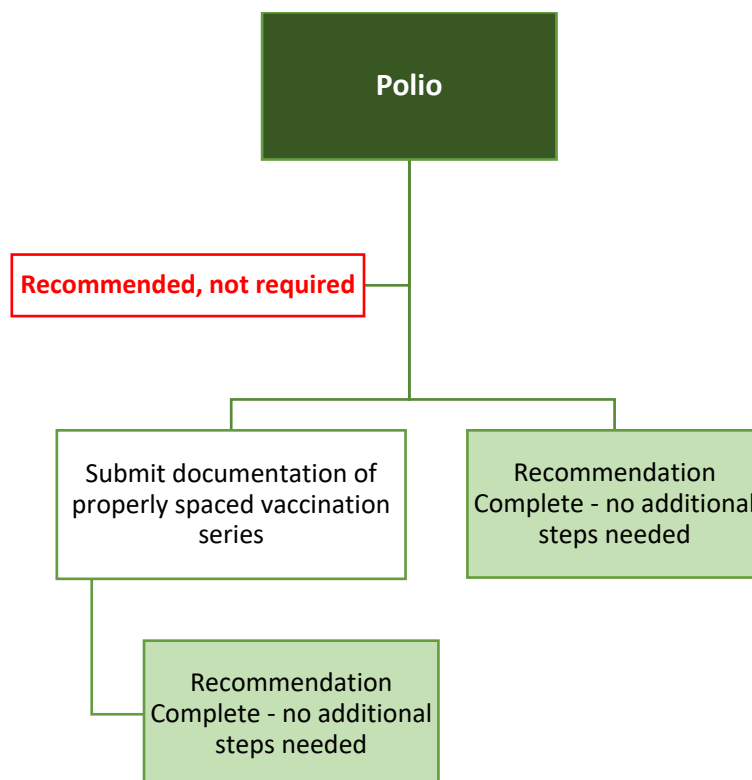 Polio
Recommended, not required
Submit documentation of
properly spaced vaccination
series
Recommendation
Complete - no additional
steps needed
Recommendation
Complete - no additional
steps needed